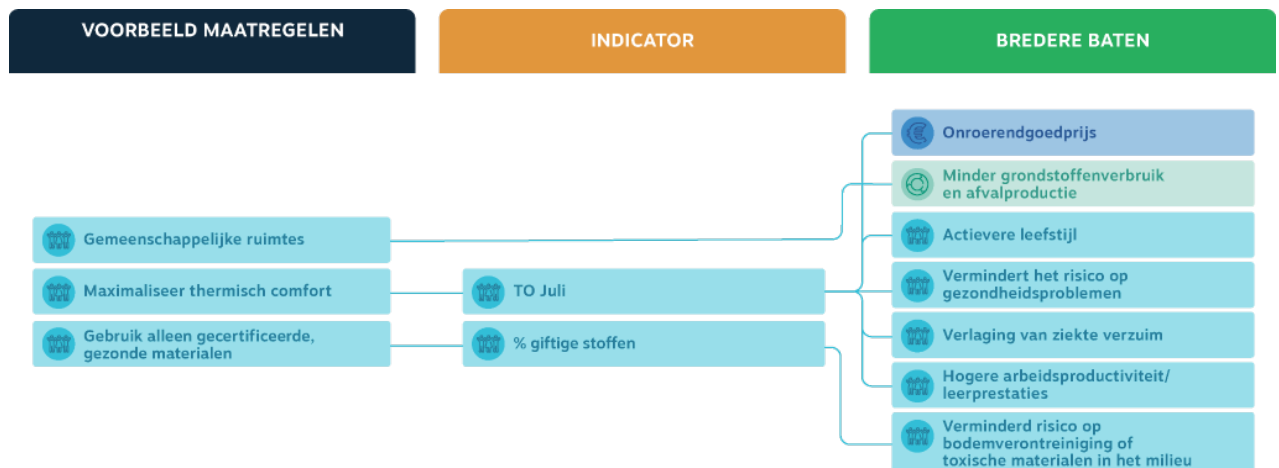 VOORBEELD MAATREGELEN
INDICATOR
BREDERE BATEN
Onroerendgoedprijs
Minder grondstoffenverbruik
en afvalproductie
Gemeenschappelijke ruimtes
Actievere leefstijl
Maximaliseer thermisch comfort
TO Juli
Vermindert het risico op
gezondheidsproblemen
Gebruik alleen gecertificeerde,
gezonde materialen
% giftige stoffen
Verlaging van ziekte verzuim
Hogere arbeidsproductiviteit/
leerprestaties
Verminderd risico op
bodemverontreiniging of
toxische materialen in het milieu